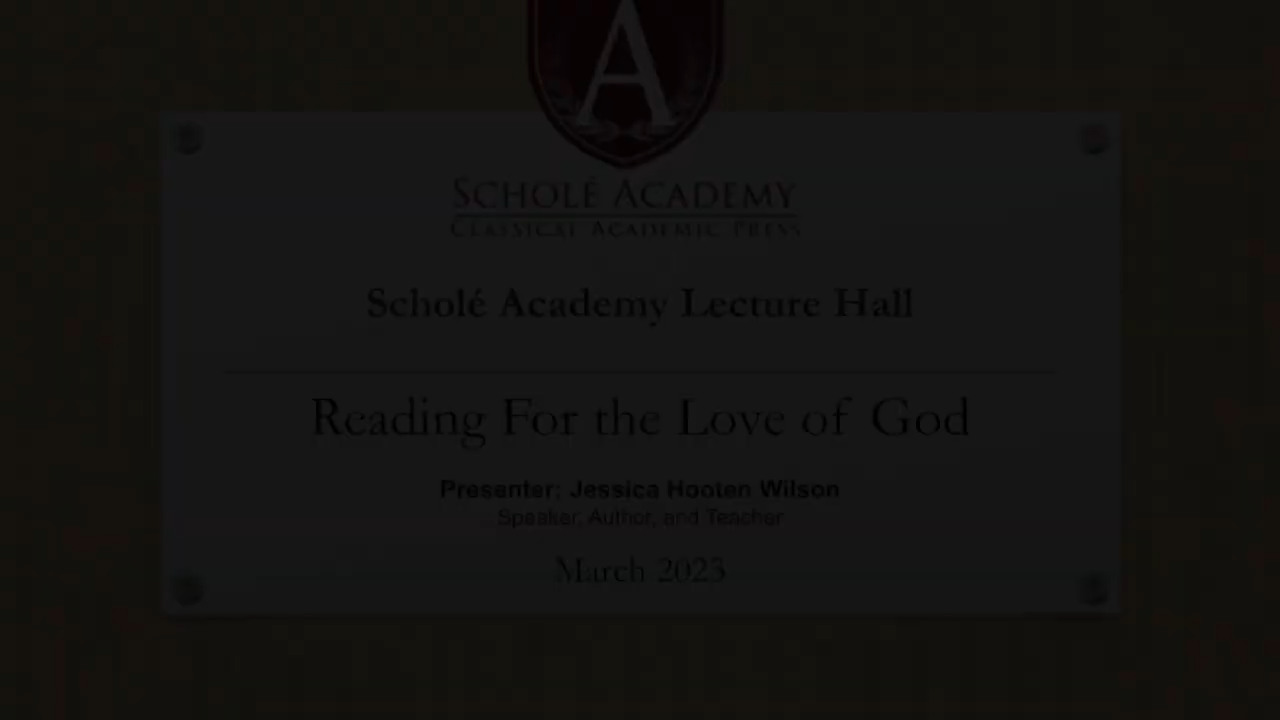 A
Scholé Academy
Classical Academic Press
Scholé Academy Lecture Hall
Reading For the Love of God
Presenter: Jessica Hooten Wilson
Speaker, Author, and Teacher
March 2023